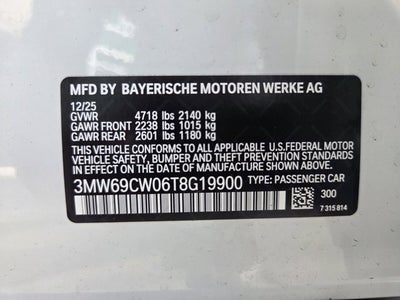 MFD BY BAYERISCHE MOTOREN WERKE AG
12/25
GVWR 4718 lbs 2140 kg
GAWR FRONT 2238 lbs 1015 kg
GAWR REAR 2601 lbs 1180 kg
THIS VEHICLE CONFORMS TO ALL APPLICABLE U.S.FEDERAL MOTOR
VEHICLE SAFETY, BUMPER, AND THEFT PREVENTION STANDARDS IN
EFFECT ON THE DATE OF MANUFACTURE SHOWN ABOVE.
3MW69CW06T8G19900 TYPE: PASSENGER CAR
300
7 315 814